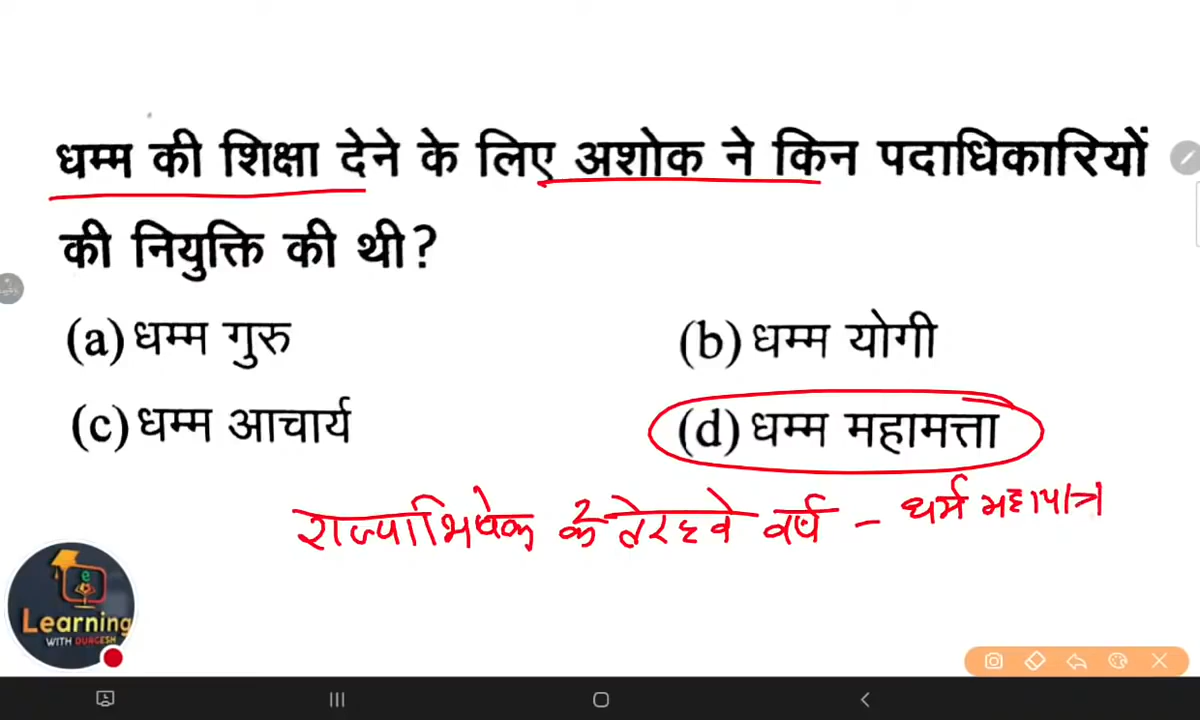 धम्म की शिक्षा देने के लिए अशोक ने किन पदाधिकारियों
की नियुक्ति की थी?
(a) धम्म गुरु
(b) धम्म योगी
(c) धम्म आचार्य
(d) धम्म महामत्ता
राज्याभिषेक के तेरहवे वर्ष - धर्म महापात्र
e
Learning
WITH DURGESH